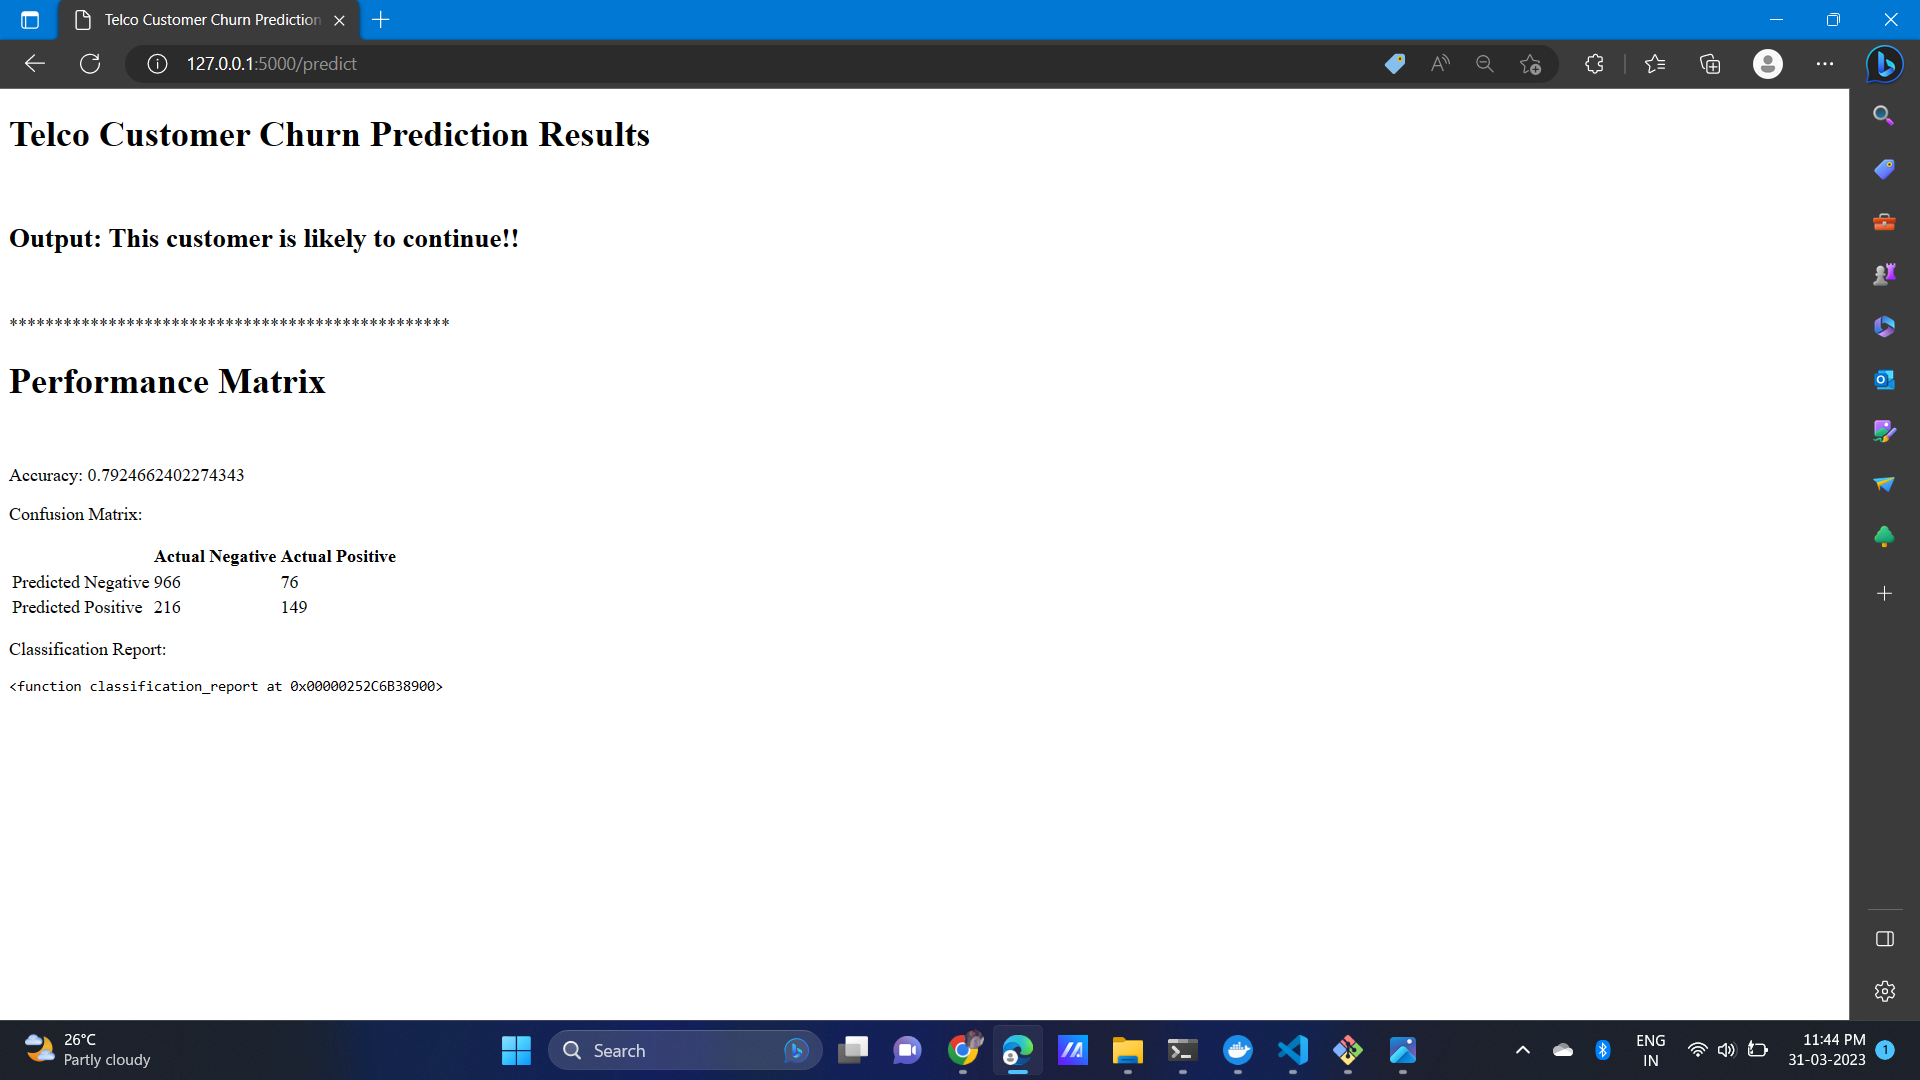 Telco Customer Churn Prediction
127.0.0.1:5000/predict
Telco Customer Churn Prediction Results
Output: This customer is likely to continue!!
*************************************************
Performance Matrix
Accuracy: 0.7924662402274343
Confusion Matrix:
Actual Negative Actual Positive
Predicted Negative 966 76
Predicted Positive 216 149
Classification Report:
<function classification_report at 0x00000252C6B38900>
26°C
Partly cloudy
Search
ENG
IN
11:44 PM
31-03-2023
1